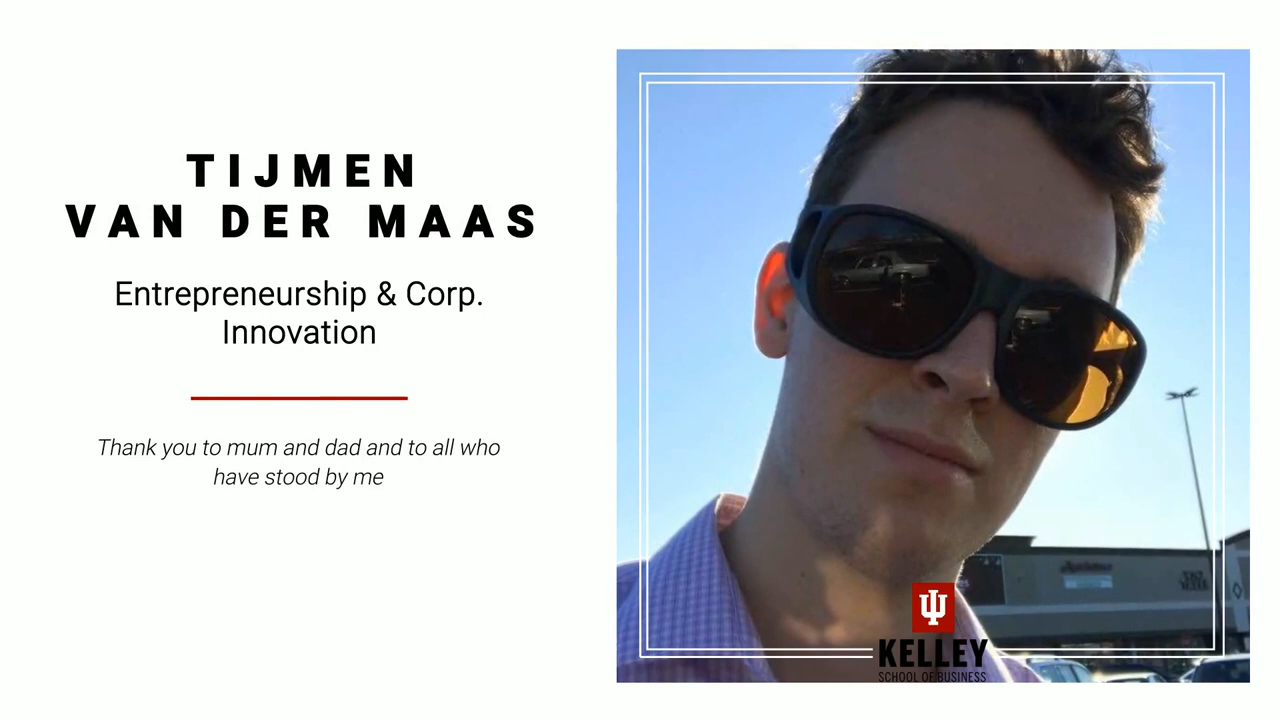 TIJMEN
VAN DER MAAS
Entrepreneurship & Corp.
Innovation
Thank you to mum and dad and to all who
have stood by me
KELLEY
SCHOOL OF BUSINESS